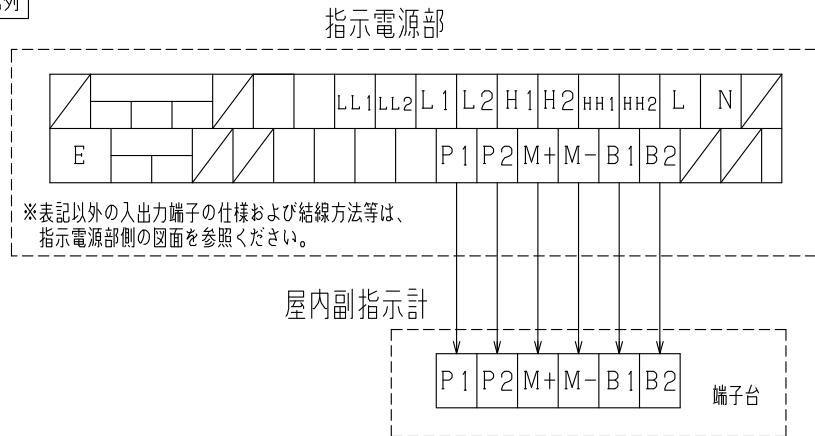 列
指示電源部
LL1 LL2 L1 L2 H1 H2 HH1 HH2 L N
E P1 P2 M+ M- B1 B2
※表記以外の入出力端子の仕様および結線方法等は、
指示電源部側の図面を参照ください。
屋内副指示計
P1 P2 M+ M- B1 B2
端子台